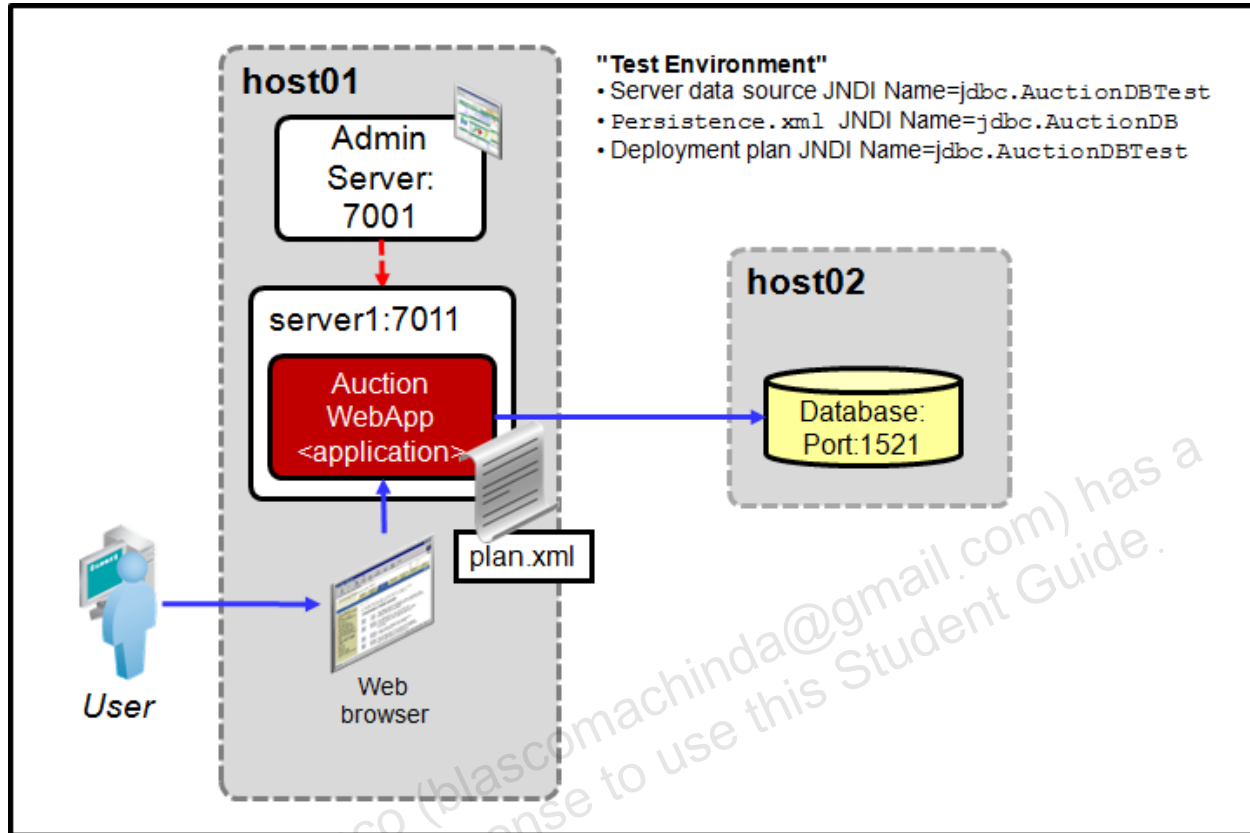 host01
Admin
Server:
7001
server1:7011
Auction
WebApp
<application>
plan.xml
Web
browser
User
"Test Environment"
• Server data source JNDI Name=jdbc.AuctionDBTest
• Persistence.xml JNDI Name=jdbc.AuctionDB
• Deployment plan JNDI Name=jdbc.AuctionDBTest
host02
Database:
Port:1521
co (blascomachinda@gmail.com) has a
ense to use this Student Guide.